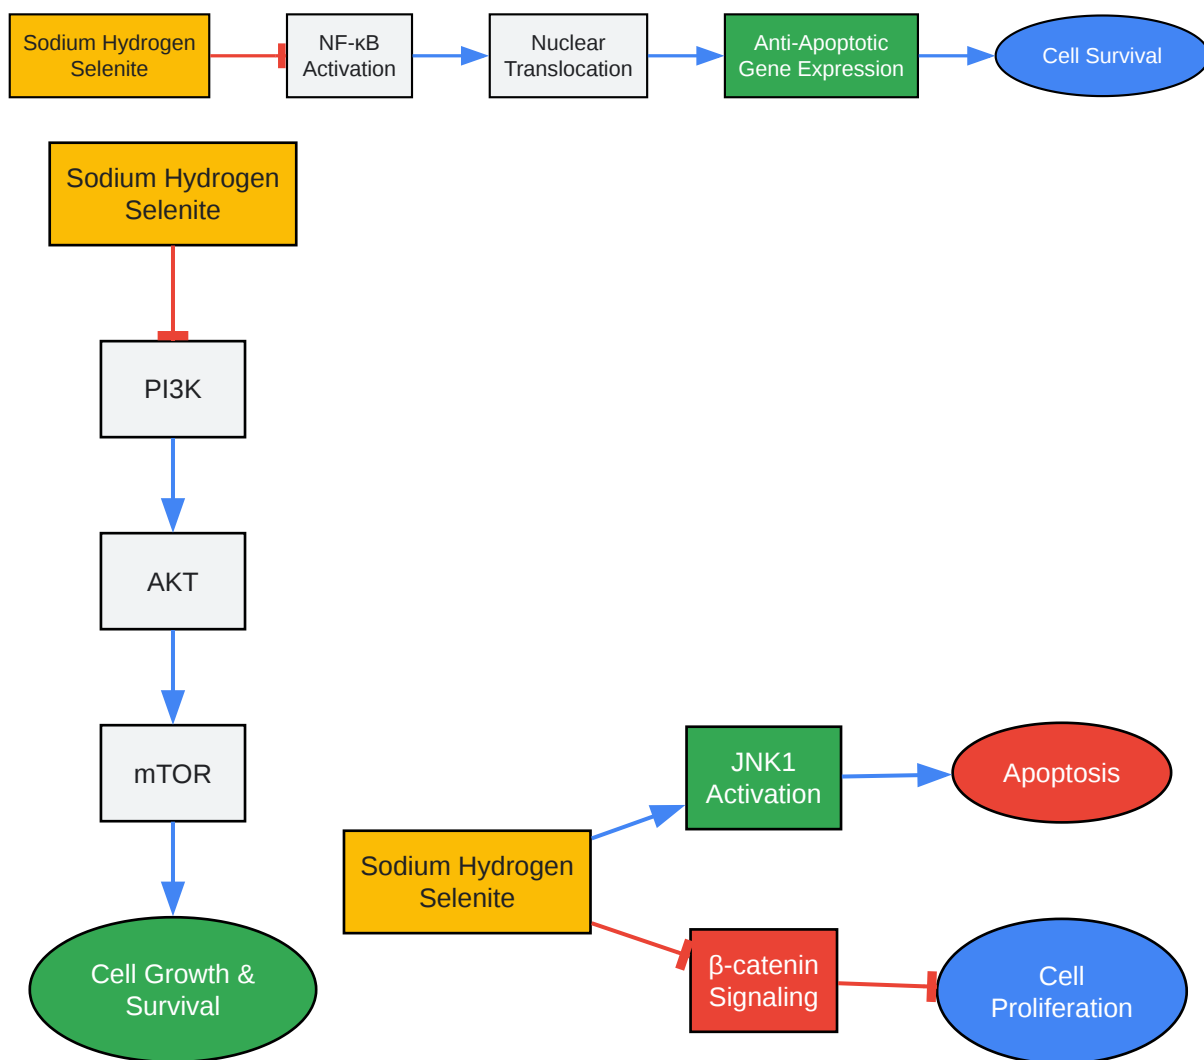 Sodium Hydrogen
Selenite
NF-κB
Activation
Nuclear
Translocation
Anti-Apoptotic
Gene Expression
Cell Survival
Sodium Hydrogen
Selenite
PI3K
AKT
mTOR
Cell Growth &
Survival
Sodium Hydrogen
Selenite
JNK1
Activation
Apoptosis
β-catenin
Signaling
Cell
Proliferation